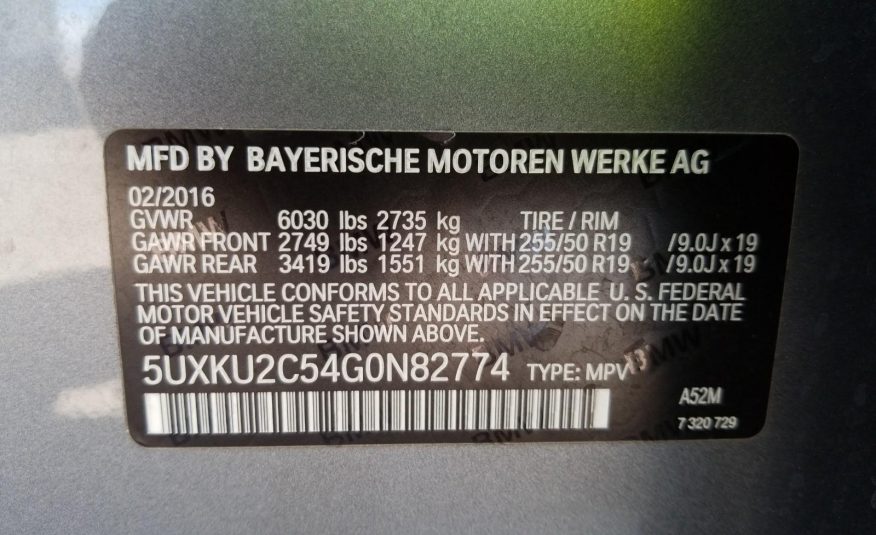 MFD BY BAYERISCHE MOTOREN WERKE AG
02/2016
GVWR 6030 lbs 2735 kg TIRE / RIM
GAWR FRONT 2749 lbs 1247 kg WITH 255/50 R19 /9.0J x 19
GAWR REAR 3419 lbs 1551 kg WITH 255/50 R19 /9.0J x 19
THIS VEHICLE CONFORMS TO ALL APPLICABLE U. S. FEDERAL
MOTOR VEHICLE SAFETY STANDARDS IN EFFECT ON THE DATE
OF MANUFACTURE SHOWN ABOVE.
5UXKU2C54G0N82774 TYPE: MPV 13
A52M
7 320 729